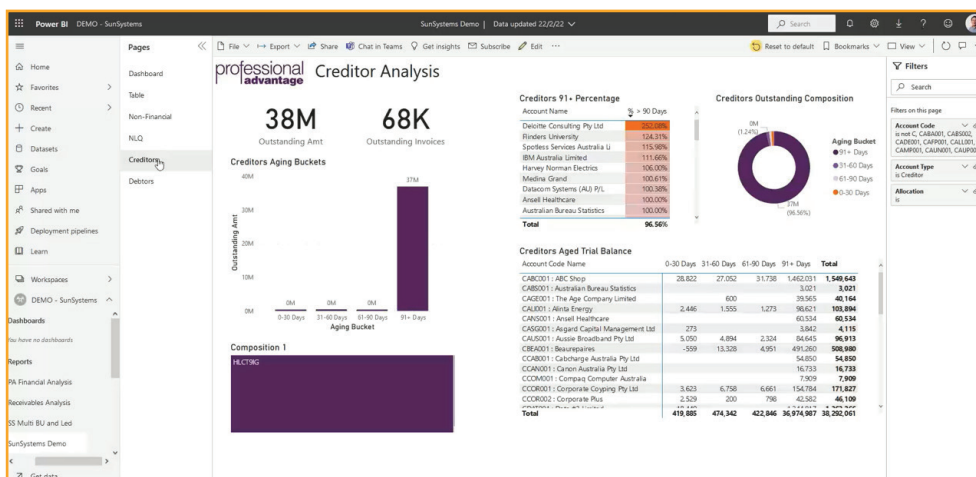 Power BI DEMO - SunSystems
SunSystems Demo | Data updated 22/2/22
Search
File
Export
Share
Chat in Teams
Get insights
Subscribe
Edit
Reset to default
Bookmarks
View
Home
Favorites
Recent
Create
Datasets
Goals
Apps
Shared with me
Deployment pipelines
Learn
Workspaces
DEMO - SunSystems
Dashboards
You have no dashboards
Reports
PA Financial Analysis
Receivables Analysis
SS Multi BU and Led
SunSystems Demo
Get data
Pages
Dashboard
Table
Non-Financial
NLQ
Creditors
Debtors
professional
advantage
Creditor Analysis
38M
Outstanding Amt
68K
Outstanding Invoices
Creditors Aging Buckets
40M
30M
20M
10M
0M
Outstanding Amt
0M
0M
0M
37M
0-30 Days
31-60 Days
61-90 Days
91+ Days
Aging Bucket
Composition 1
HLCT9IG
Creditors 91+ Percentage
Account Name % > 90 Days
Deloitte Consulting Pty Ltd 252.08%
Flinders University 124.31%
Spotless Services Australia Li 115.98%
IBM Australia Limited 111.66%
Harvey Norman Electrics 106.00%
Medina Grand 100.61%
Datacom Systems (AU) P/L 100.38%
Ansell Healthcare 100.00%
Australian Bureau Statistics 100.00%
Total 96.56%
Creditors Outstanding Composition
0M
(1.24%)
37M
(96.56%)
Aging Bucket
91+ Days
31-60 Days
61-90 Days
0-30 Days
Creditors Aged Trial Balance
Account Code Name 0-30 Days 31-60 Days 61-90 Days 91+ Days Total
CABC001 : ABC Shop 28,822 27,052 31,738 1,462,031 1,549,643
CABS001 : Australian Bureau Statistics 3,021 3,021
CAGE001 : The Age Company Limited 600 39,565 40,164
CALI001 : Alinta Energy 2,446 1,555 1,273 98,621 103,894
CANS001 : Ansell Healthcare 60,534 60,534
CASG001 : Asgard Capital Management Ltd 273 3,842 4,115
CAUS001 : Aussie Broadband Pty Ltd 5,050 4,894 2,324 84,645 96,913
CBEA001 : Beaurepaires -559 13,328 4,951 491,260 508,980
CCAB001 : Cabcharge Australia Pty Ltd 54,850 54,850
CCAN001 : Canon Australia Pty Ltd 16,733 16,733
CCOM001 : Compaq Computer Australia 7,909 7,909
CCOR001 : Corporate Coyping Pty Ltd 3,623 6,758 6,661 154,784 171,827
CCOR002 : Corporate Plus 2,529 200 798 42,582 46,109
Total 419,885 474,342 422,846 36,974,987 38,292,061
Filters
Search
Filters on this page
Account Code
is not C, CABA001, CABS002,
CADE001, CAFP001, CALL001,
CAMP001, CAUN001, CAUP00
Account Type
is Creditor
Allocation
is